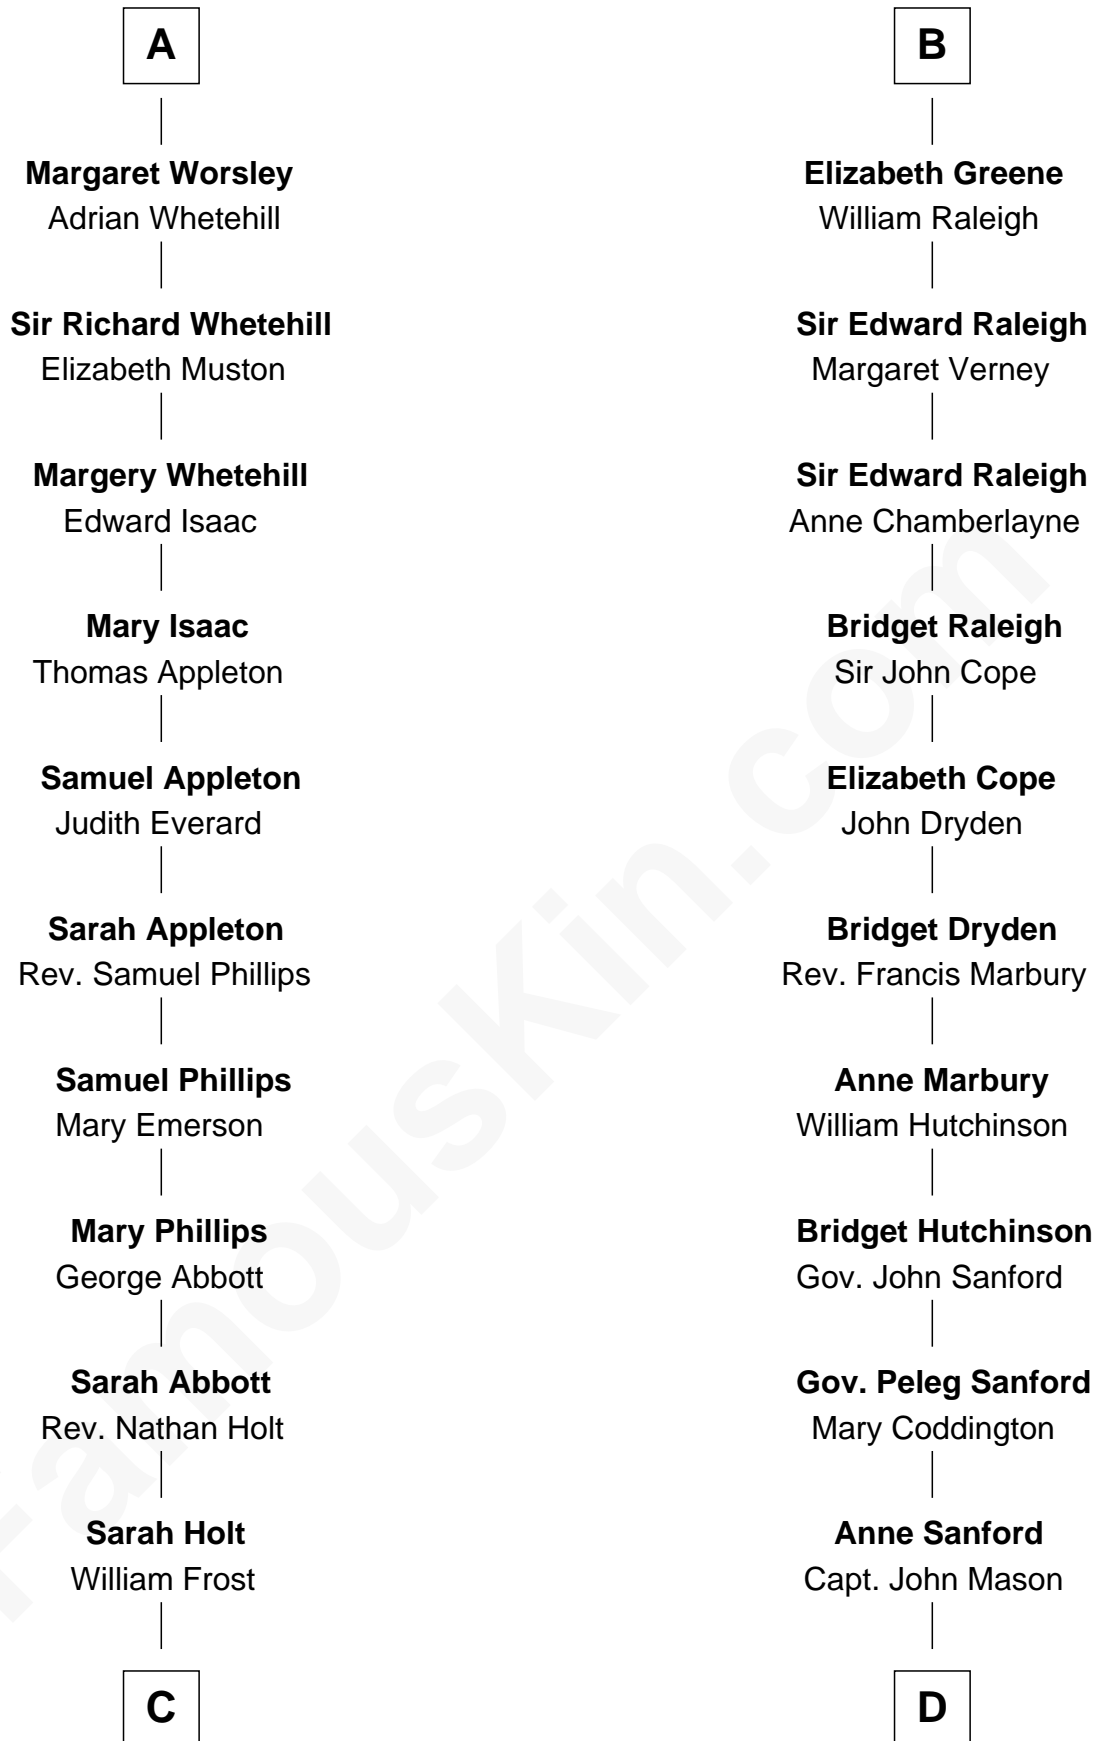 A
Margaret Worsley
Adrian Whetehill
Sir Richard Whetehill
Elizabeth Muston
Margery Whetehill
Edward Isaac
Mary Isaac
Thomas Appleton
Samuel Appleton
Judith Everard
Sarah Appleton
Rev. Samuel Phillips
Samuel Phillips
Mary Emerson
Mary Phillips
George Abbott
Sarah Abbott
Rev. Nathan Holt
Sarah Holt
William Frost
C
B
Elizabeth Greene
William Raleigh
Sir Edward Raleigh
Margaret Verney
Sir Edward Raleigh
Anne Chamberlayne
Bridget Raleigh
Sir John Cope
Elizabeth Cope
John Dryden
Bridget Dryden
Rev. Francis Marbury
Anne Marbury
William Hutchinson
Bridget Hutchinson
Gov. John Sanford
Gov. Peleg Sanford
Mary Coddington
Anne Sanford
Capt. John Mason
D
FamousKin.com